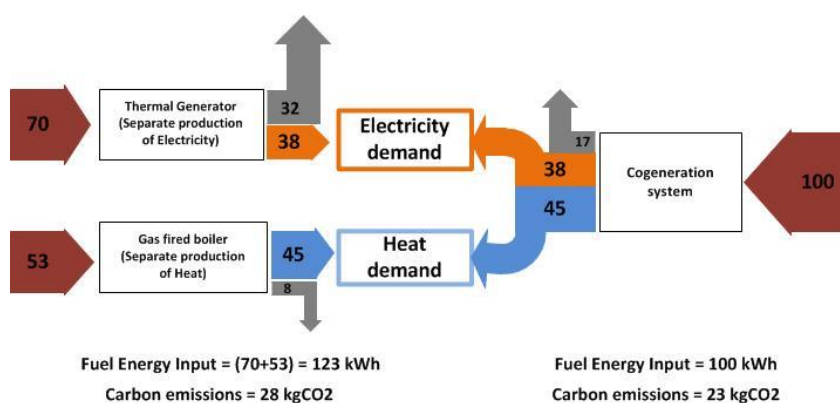 70
Thermal Generator
(Separate production
of Electricity)
32
38
Electricity
demand
17
38
45
Cogeneration
system
100
53
Gas fired boiler
(Separate production
of Heat)
45
8
Heat
demand
Fuel Energy Input = (70+53) = 123 kWh
Carbon emissions = 28 kgCO2
Fuel Energy Input = 100 kWh
Carbon emissions = 23 kgCO2